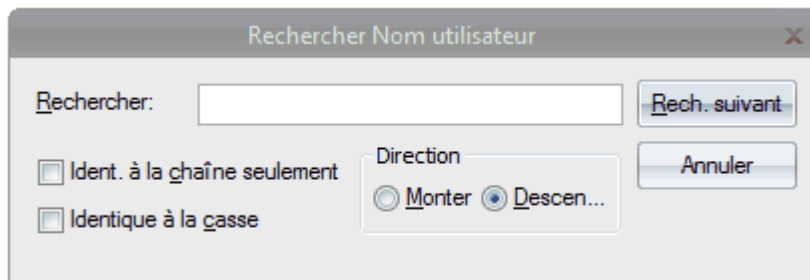 Rechercher Nom utilisateur
Rechercher:
Rech. suivant
Ident. à la chaîne seulement
Direction
Annuler
Monter
Descen...
Identique à la casse